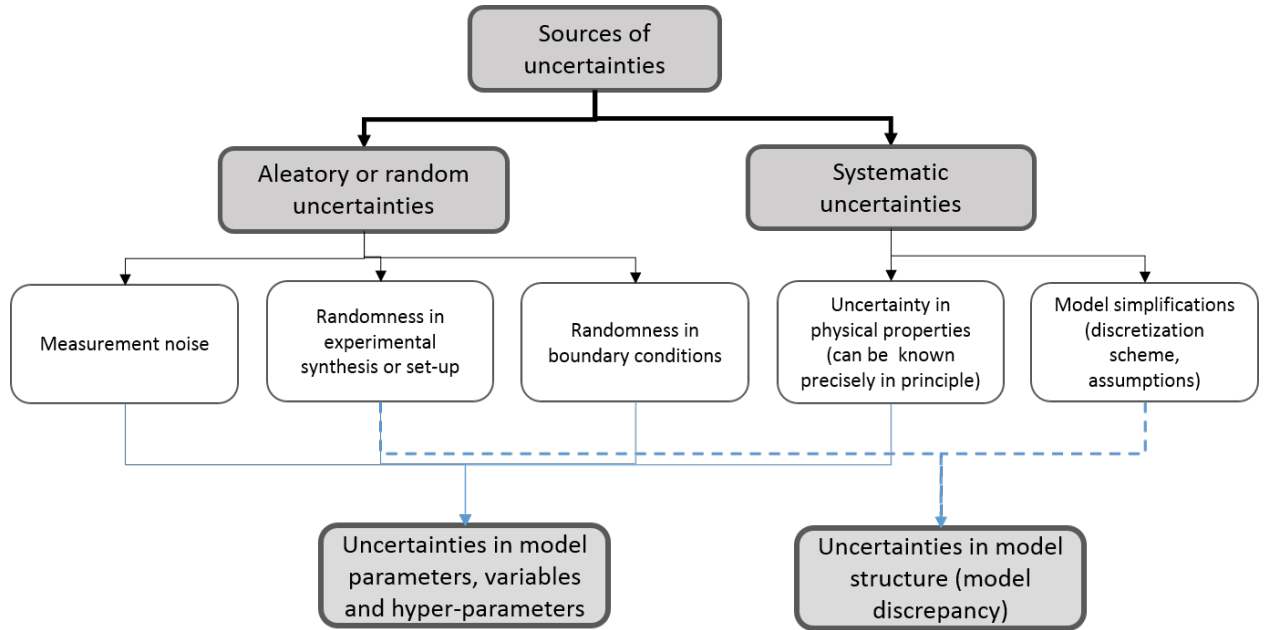 Sources of
uncertainties
Aleatory or random
uncertainties
Systematic
uncertainties
Measurement noise
Randomness in
experimental
synthesis or set-up
Randomness in
boundary conditions
Uncertainty in
physical properties
(can be known
precisely in principle)
Model simplifications
(discretization
scheme,
assumptions)
Uncertainties in model
parameters, variables
and hyper-parameters
Uncertainties in model
structure (model
discrepancy)